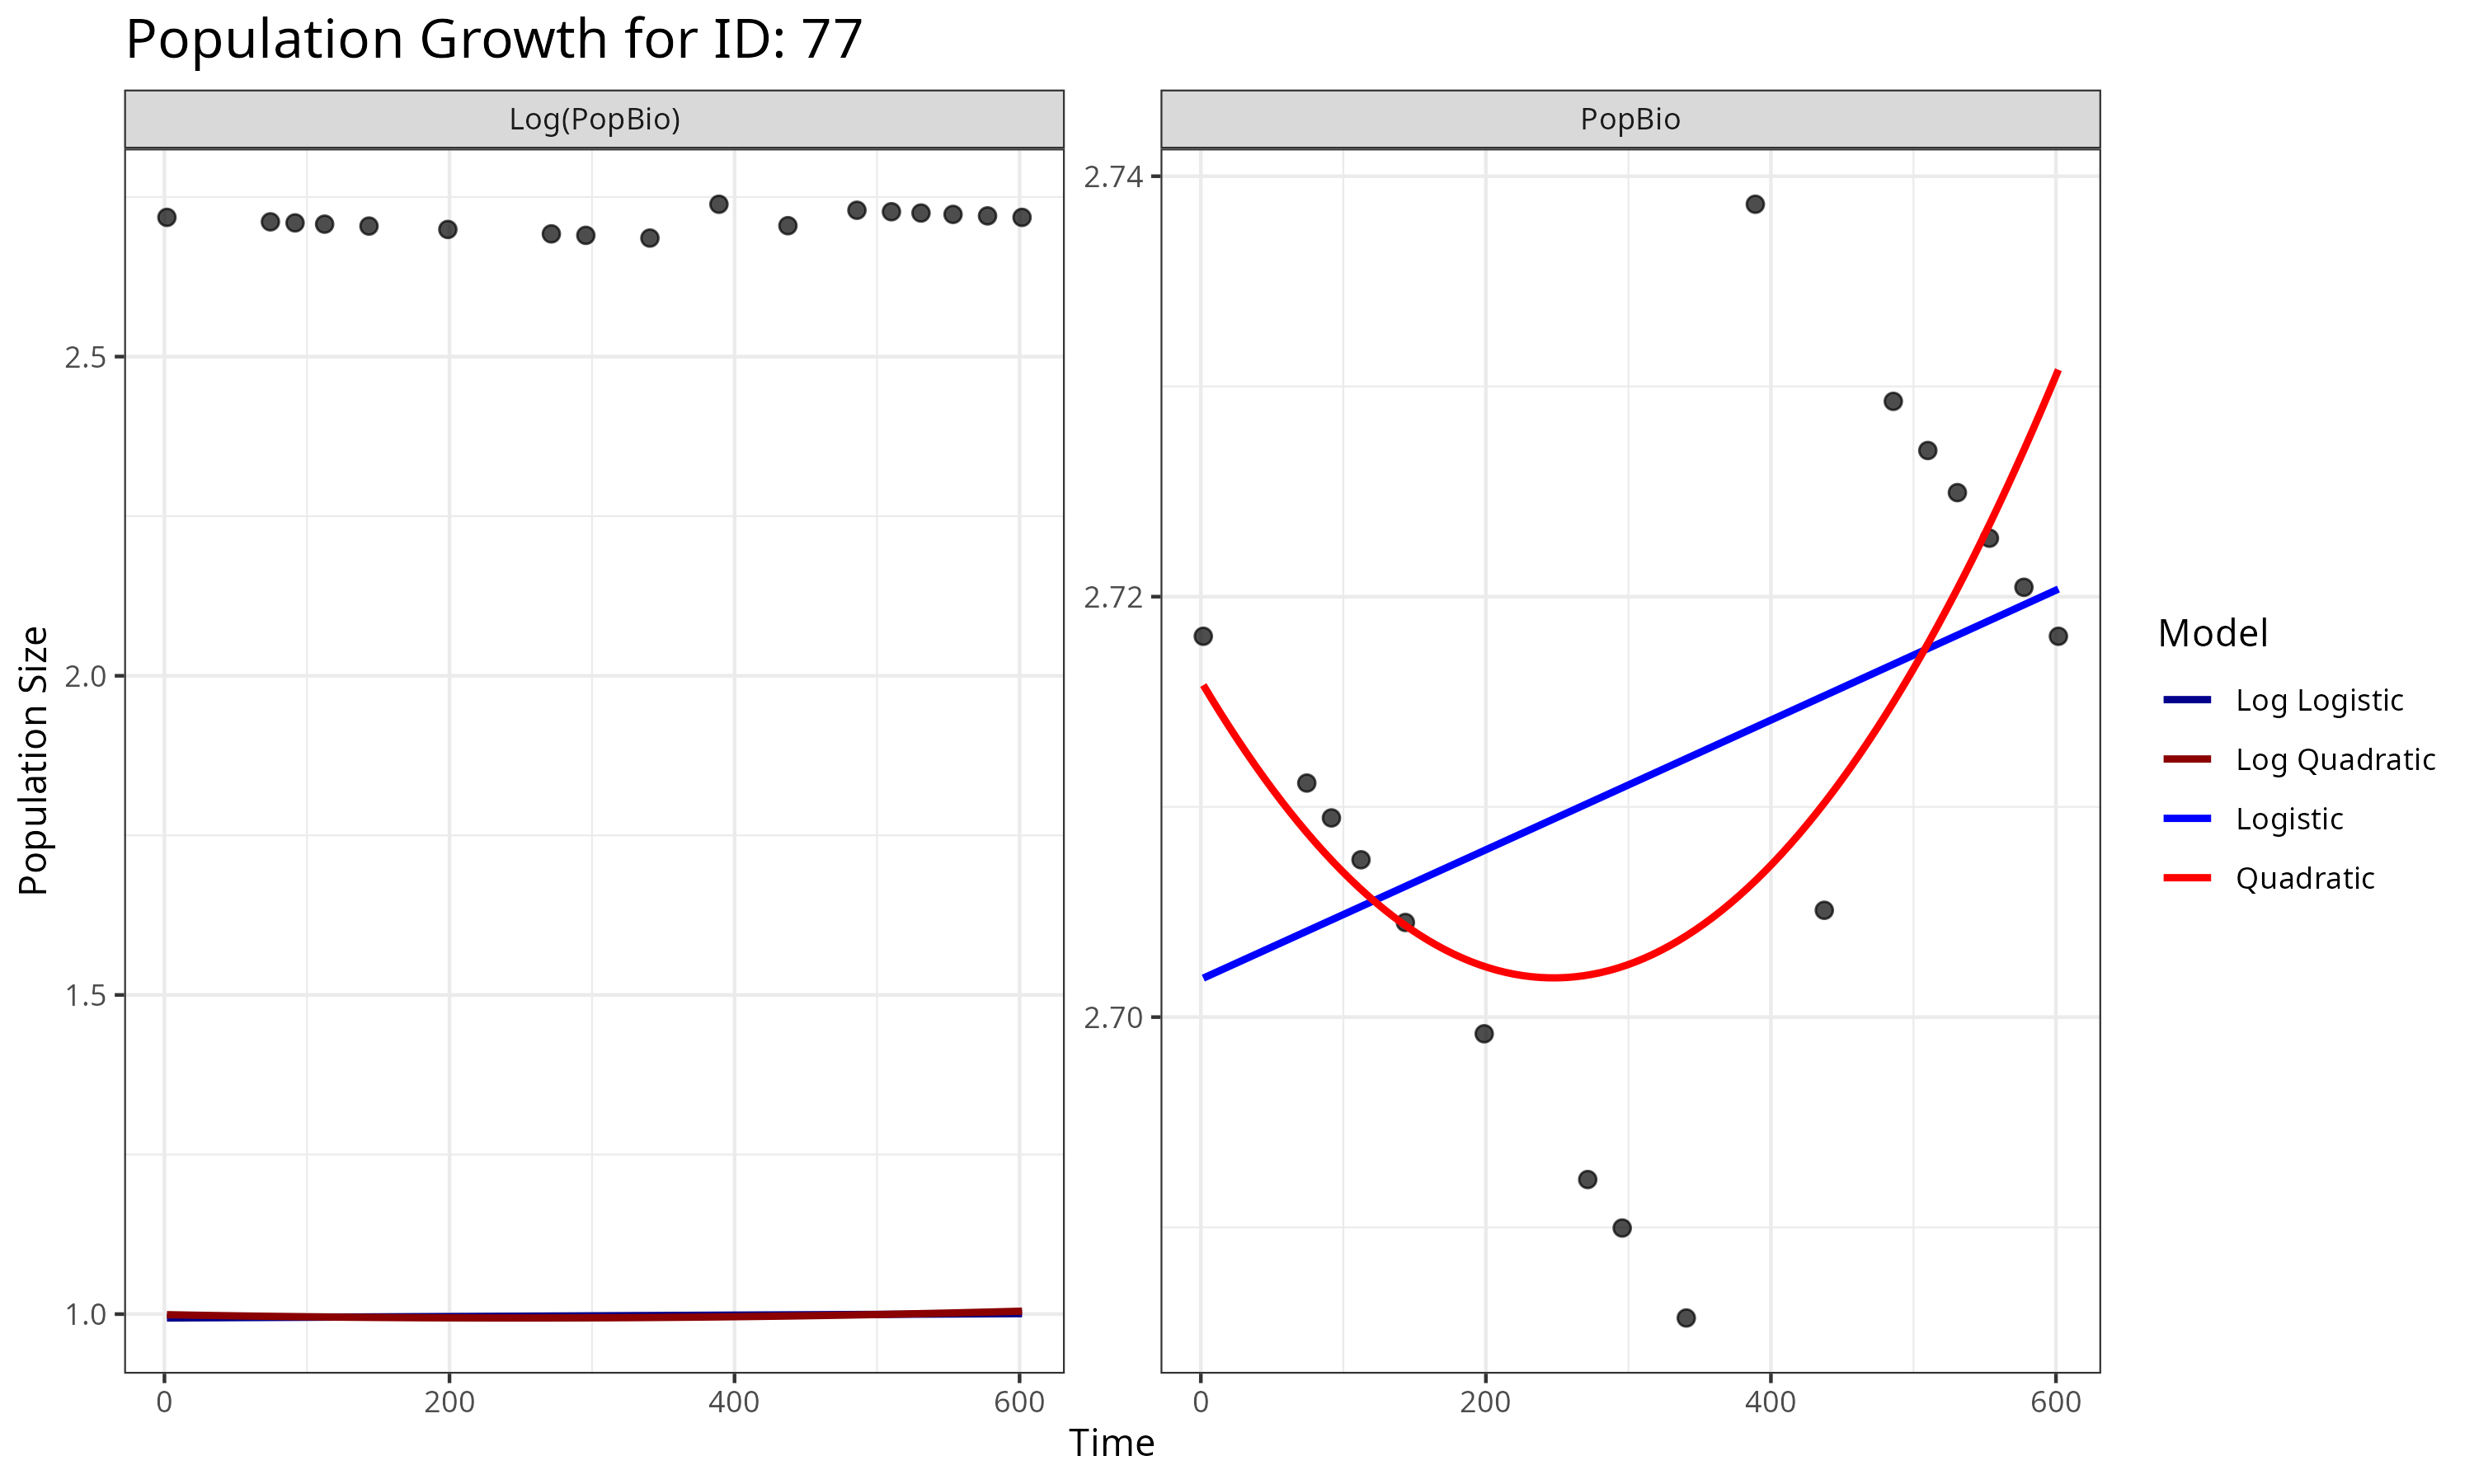 Population Growth for ID: 77
Log(PopBio)
PopBio
Population Size
2.5
2.0
1.5
1.0
2.74
2.72
2.70
0 200 400 600
0 200 400 600
Time
Model
Log Logistic
Log Quadratic
Logistic
Quadratic